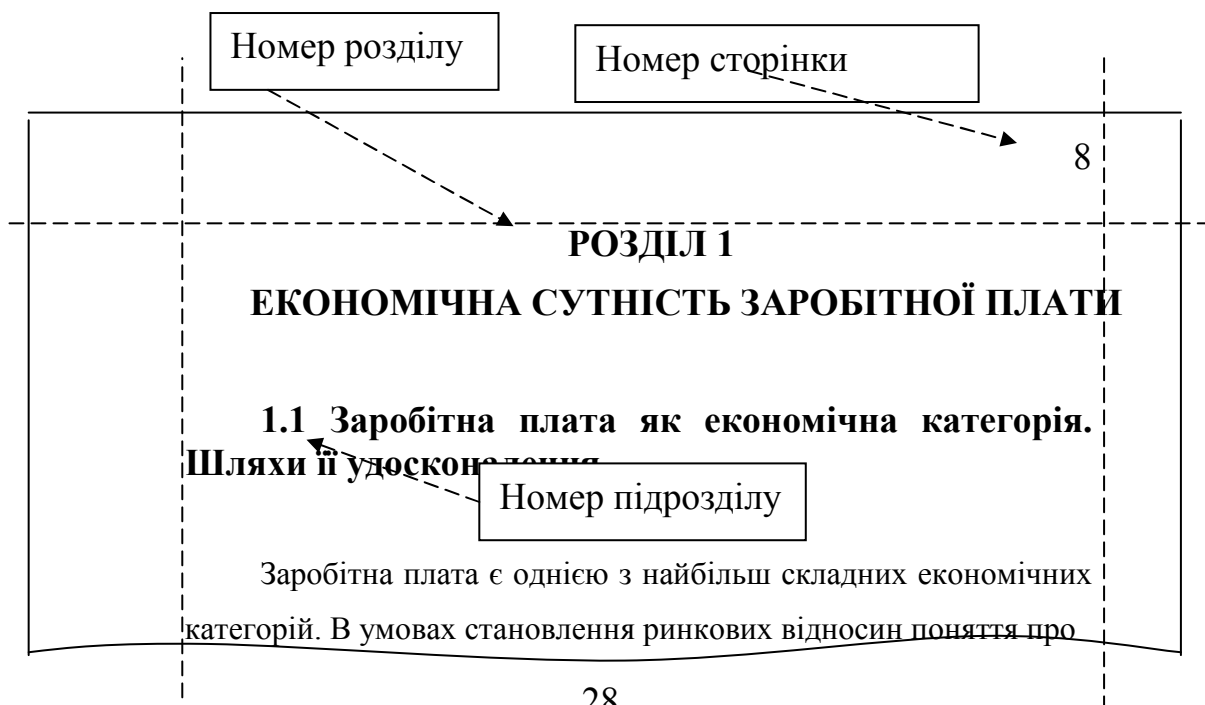 Номер розділу
Номер сторінки
8
РОЗДІЛ 1
ЕКОНОМІЧНА СУТНІСТЬ ЗАРОБІТНОЇ ПЛАТИ
1.1 Заробітна плата як економічна категорія.
Шляхи її удосконалення
Номер підрозділу
Заробітна плата є однією з найбільш складних економічних
категорій. В умовах становлення ринкових відносин поняття про
28